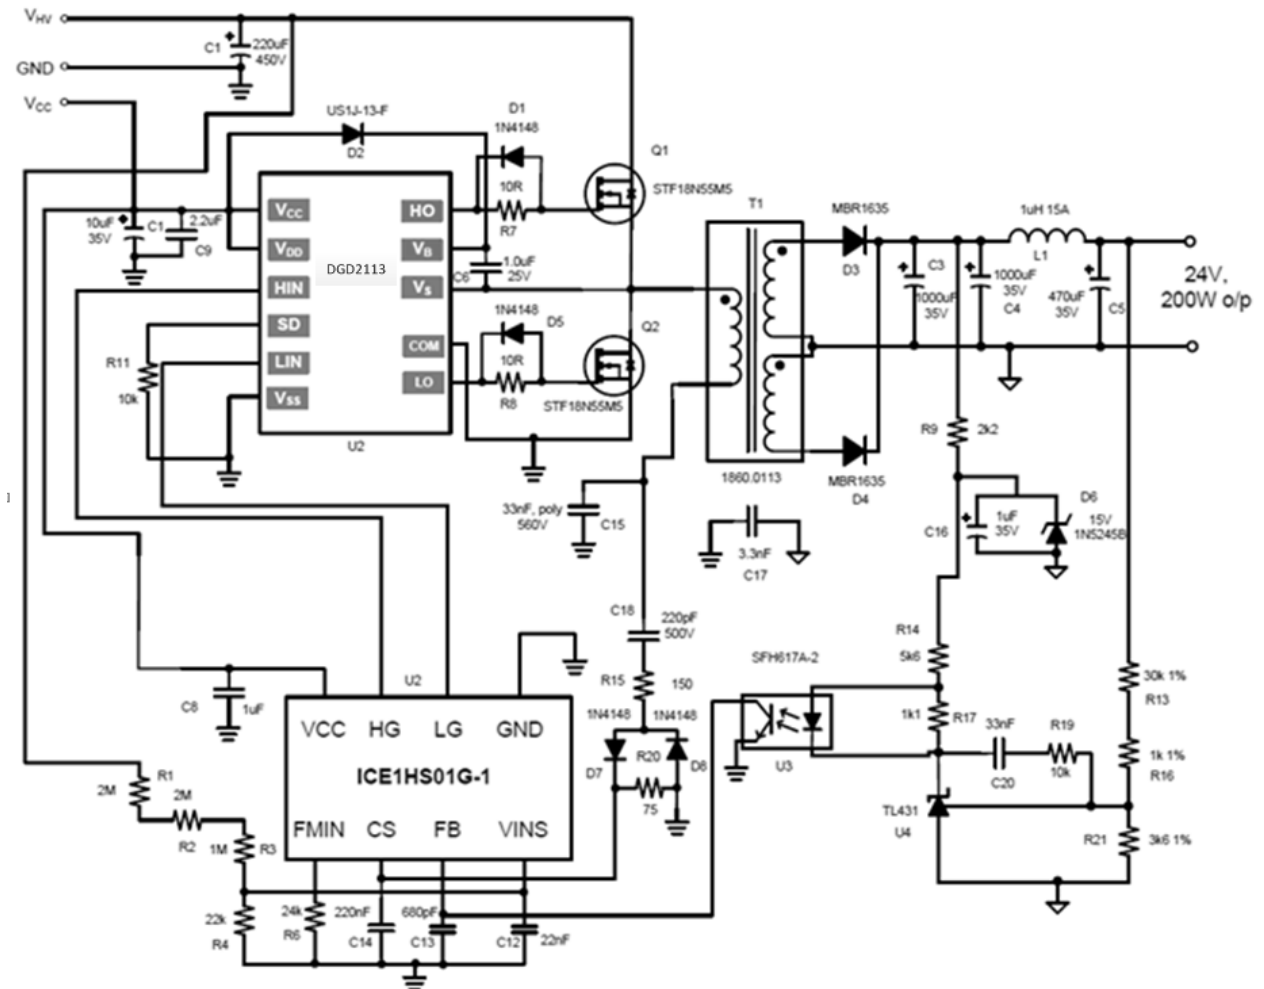 VHV
C1
220uF
450V
GND
VCC
US1J-13-F
D2
D1
1N4148
Q1
STF18N55M5
10R
R7
10uF
35V
C1
2.2uF
C9
VCC
VDD
HIN
SD
LIN
VSS
DGD2113
HO
VB
VS
COM
LO
U2
C6
1.0uF
25V
1N4148
D5
10R
R8
Q2
STF18N55M5
R11
10k
T1
1860.0113
MBR1635
D3
MBR1635
D4
1uH 15A
L1
C3
1000uF
35V
1000uF
35V
C4
470uF
35V
C5
24V,
200W o/p
R9
2k2
C16
1uF
35V
D6
15V
1N5245B
33nF, poly
560V
C15
3.3nF
C17
C18
220pF
500V
R15
150
1N4148
1N4148
D7
R20
D8
75
SFH617A-2
U3
R14
5k6
1k1
R17
33nF
C20
R19
10k
30k 1%
R13
1k 1%
R16
TL431
U4
R21
3k6 1%
C8
1uF
U2
VCC
HG
LG
GND
ICE1HS01G-1
FMIN
CS
FB
VINS
R1
2M
2M
R2
1M
R3
22k
R4
24k
R6
220nF
C14
680pF
C13
C12
22nF